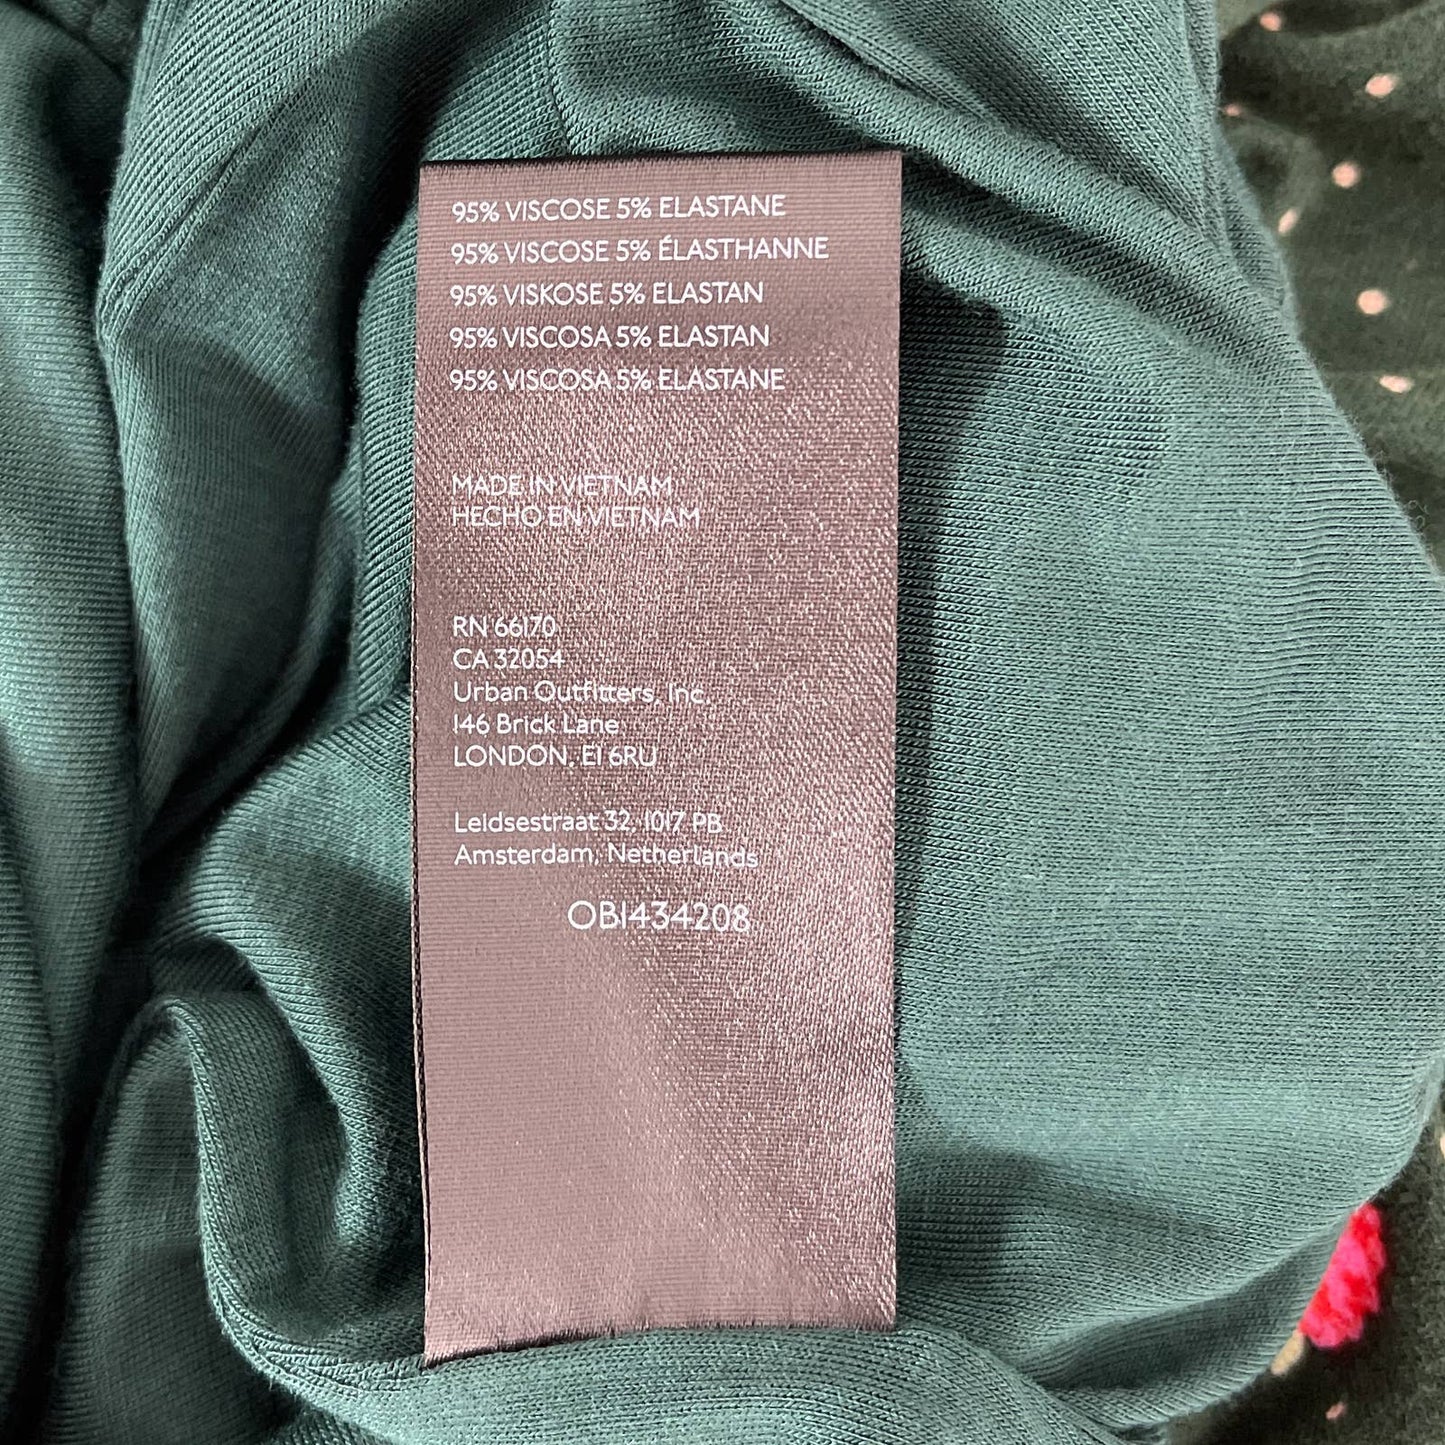 95% VISCOSE 5% ELASTANE
95% VISCOSE 5% ÉLASTHANNE
95% VISKOSE 5% ELASTAN
95% VISCOSA 5% ELASTAN
95% VISCOSA 5% ELASTANE
MADE IN VIETNAM
HECHO EN VIETNAM
RN 66170
CA 32054
Urban Outfitters, Inc.
146 Brick Lane
LONDON, E1 6RU
Leidsestraat 32, 1017 PB
Amsterdam, Netherlands
OB1434208